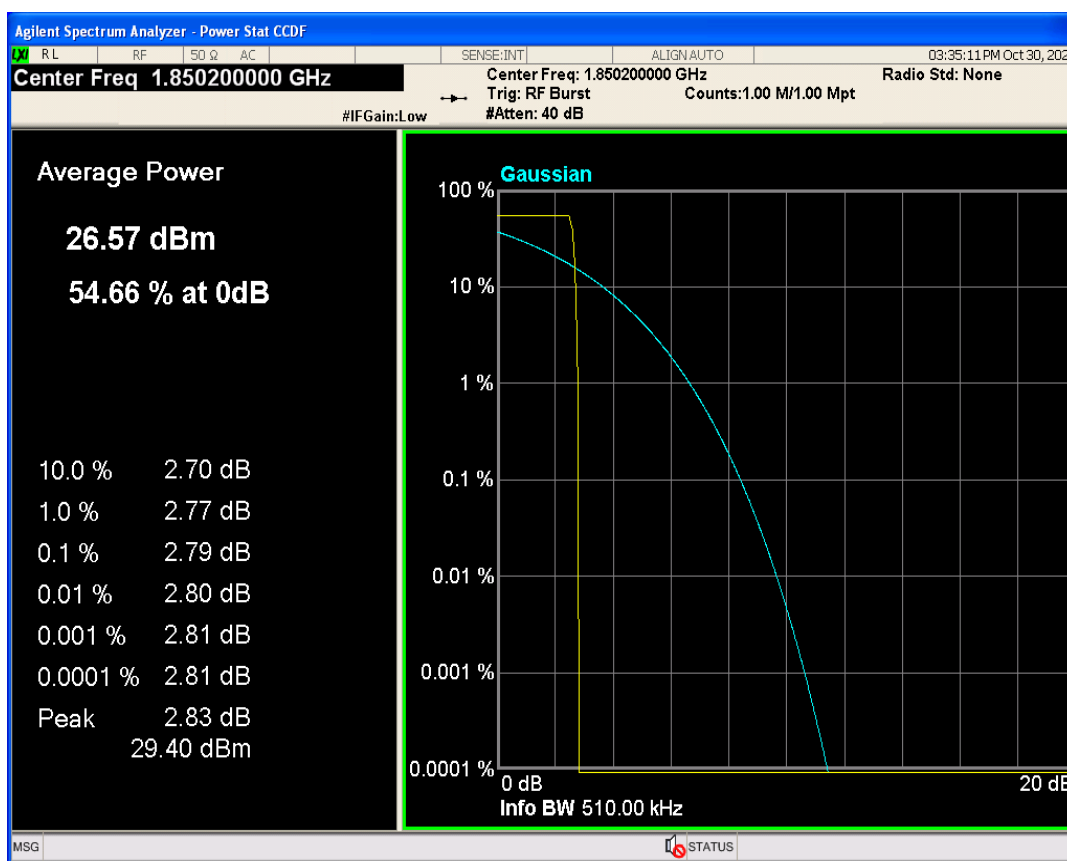 Agilent Spectrum Analyzer - Power Stat CCDF
LXI RL RF 50 Ω AC SENSE:INT ALIGN AUTO 03:35:11 PM Oct 30, 202
Center Freq 1.850200000 GHz
Center Freq: 1.850200000 GHz Radio Std: None
Trig: RF Burst Counts:1.00 M/1.00 Mpt
#IFGain:Low #Atten: 40 dB
Average Power
26.57 dBm
54.66 % at 0dB
10.0 % 2.70 dB
1.0 % 2.77 dB
0.1 % 2.79 dB
0.01 % 2.80 dB
0.001 % 2.81 dB
0.0001 % 2.81 dB
Peak 2.83 dB
29.40 dBm
Gaussian
100 %
10 %
1 %
0.1 %
0.01 %
0.001 %
0.0001 %
0 dB 20 dB
Info BW 510.00 kHz
MSG STATUS